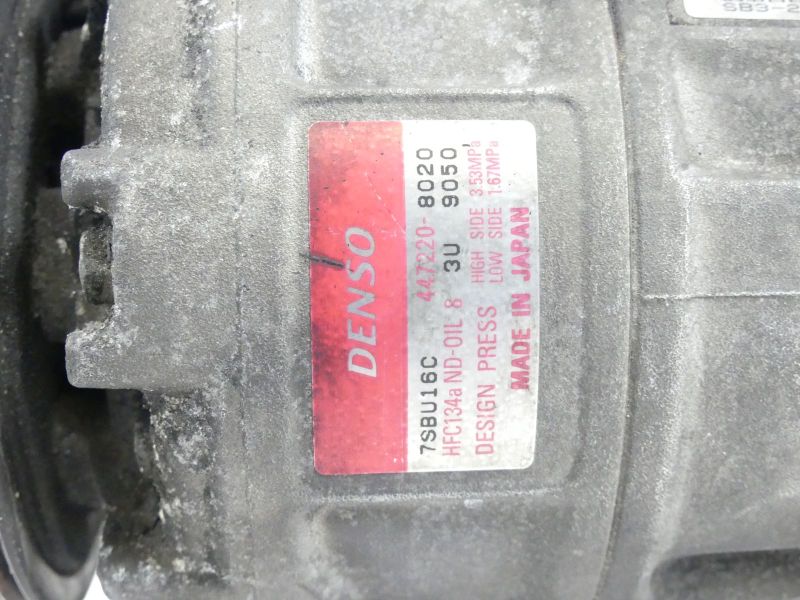 DENSO
7SBU16C 447220-8020
HFC134a ND-OIL 8 3U 9050,
DESIGN PRESS HIGH SIDE 3.53MPa
LOW SIDE 1.67MPa
MADE IN JAPAN